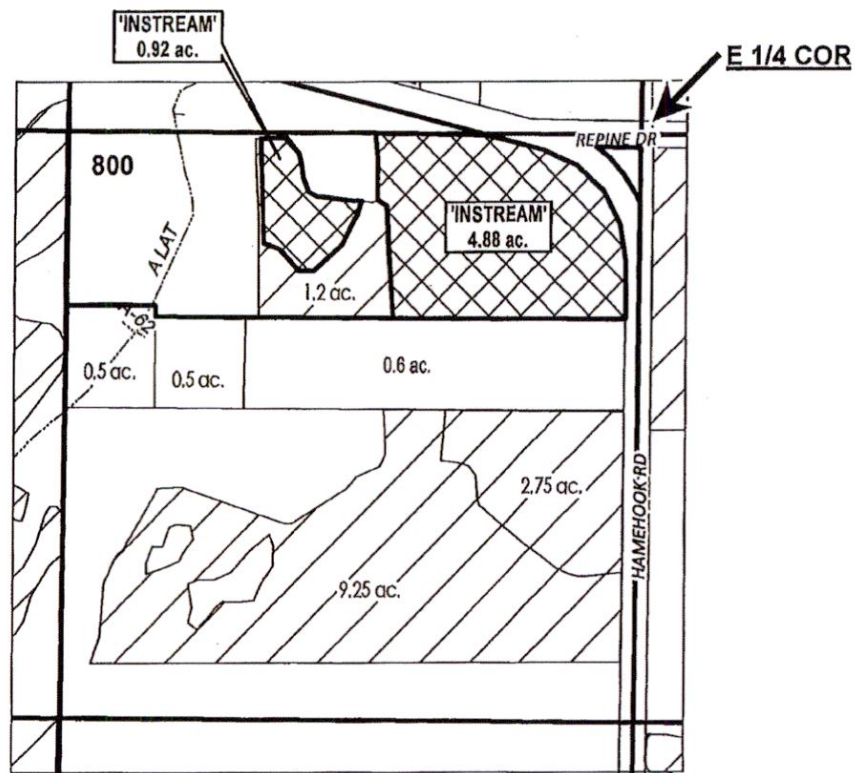 'INSTREAM'
0.92 ac.
E 1/4 COR
REPINE DR
800
A LAT
'INSTREAM'
4.88 ac.
1.2 ac.
A-62
0.5 ac.
0.5 ac.
0.6 ac.
2.75 ac.
HAMEHOOK RD
9.25 ac.